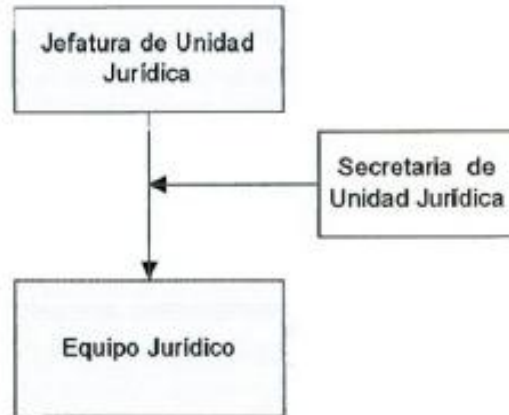 Jefatura de Unidad
Jurídica
Secretaria de
Unidad Jurídica
Equipo Jurídico